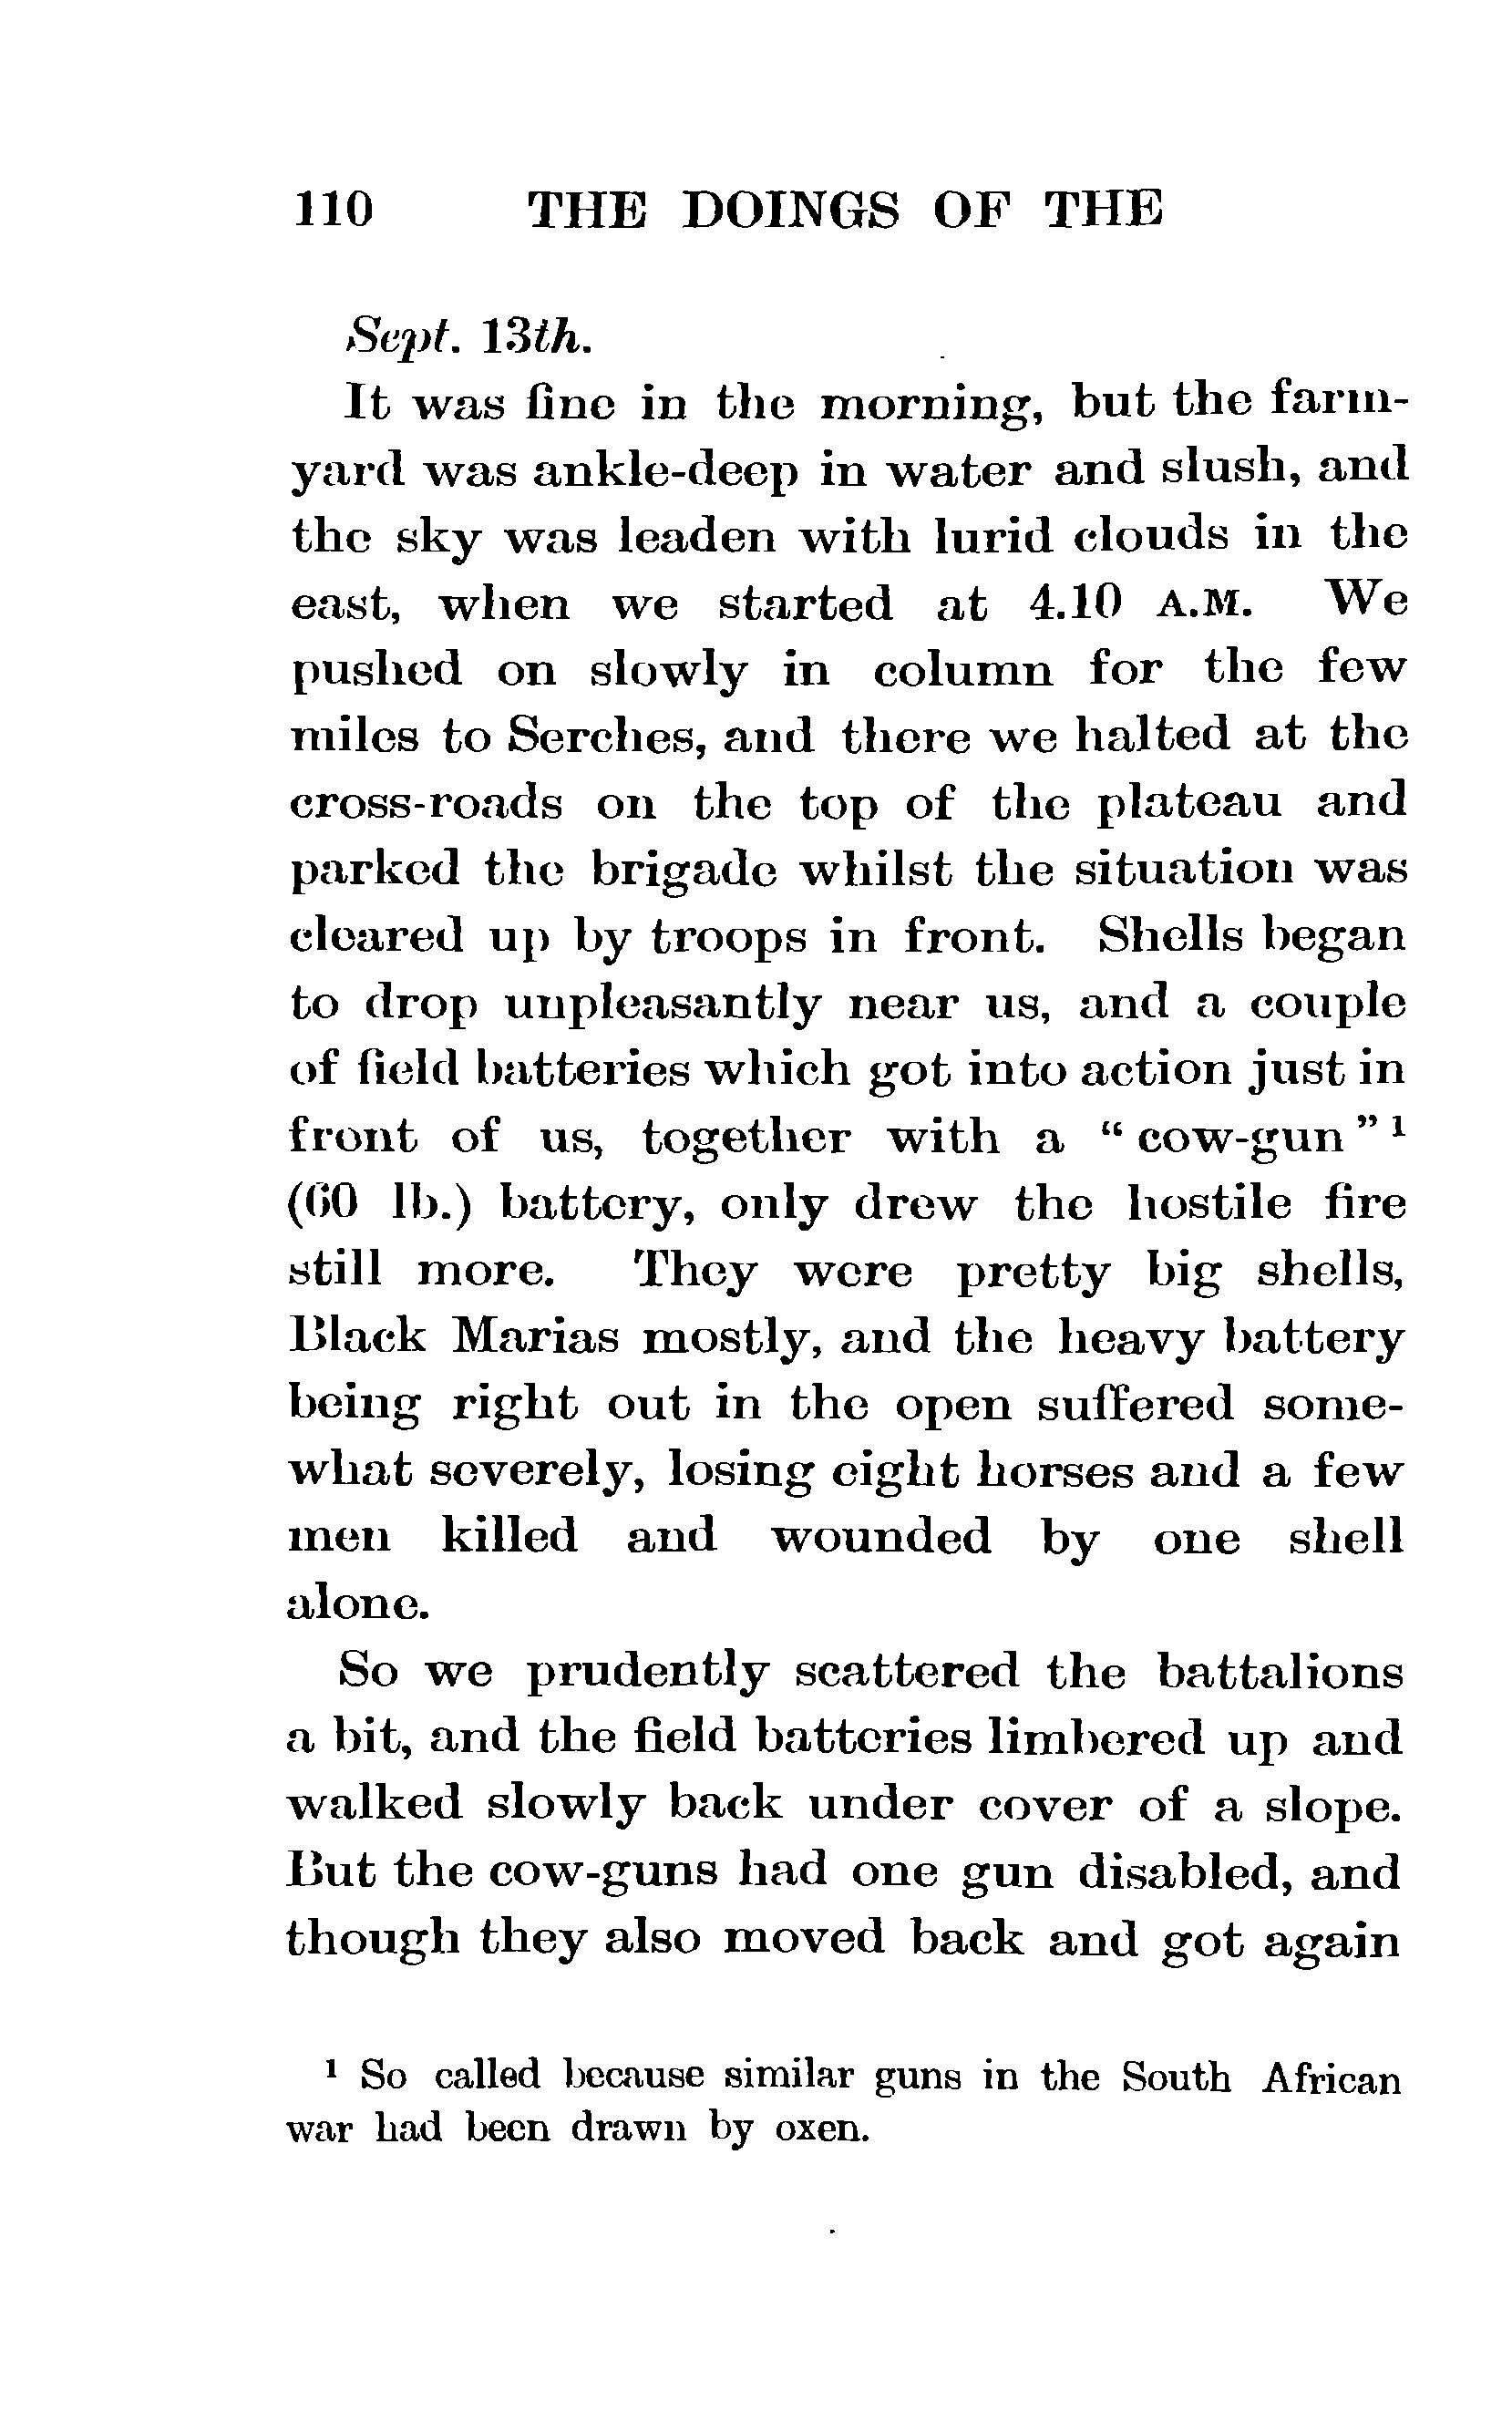 110 THE DOINGS OF THE
Sept. 13th.
It was fine in the morning, but the farm-
yard was ankle-deep in water and slush, and
the sky was leaden with lurid clouds in the
east, when we started at 4.10 A.M. We
pushed on slowly in column for the few
miles to Serches, and there we halted at the
cross-roads on the top of the plateau and
parked the brigade whilst the situation was
cleared up by troops in front. Shells began
to drop unpleasantly near us, and a couple
of field batteries which got into action just in
front of us, together with a “cow-gun” ¹
(60 lb.) battery, only drew the hostile fire
still more. They were pretty big shells,
Black Marias mostly, and the heavy battery
being right out in the open suffered some-
what severely, losing eight horses and a few
men killed and wounded by one shell
alone.
So we prudently scattered the battalions
a bit, and the field batteries limbered up and
walked slowly back under cover of a slope.
But the cow-guns had one gun disabled, and
though they also moved back and got again
¹ So called because similar guns in the South African
war had been drawn by oxen.